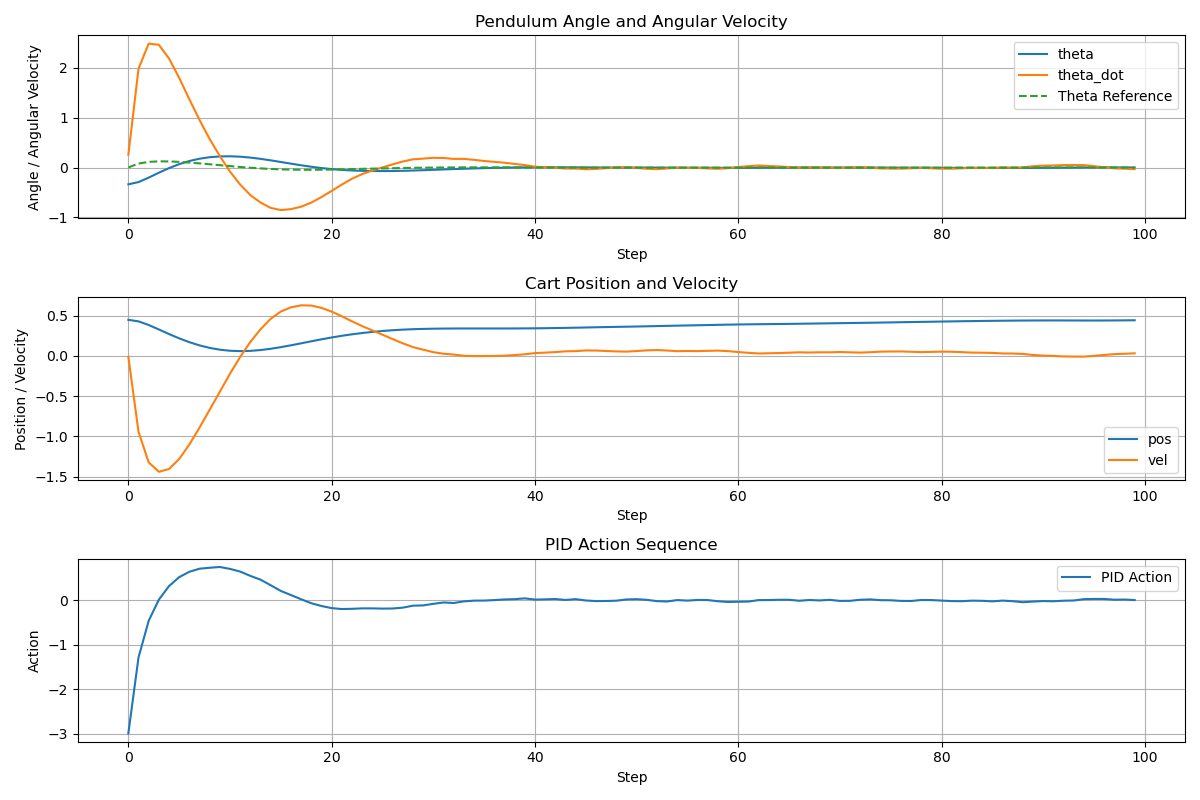 Pendulum Angle and Angular Velocity
Angle / Angular Velocity
2
1
0
−1
theta
theta_dot
Theta Reference
0 20 40 60 80 100
Step
Cart Position and Velocity
Position / Velocity
0.5
0.0
−0.5
−1.0
−1.5
pos
vel
0 20 40 60 80 100
Step
PID Action Sequence
Action
0
−1
−2
−3
PID Action
0 20 40 60 80 100
Step